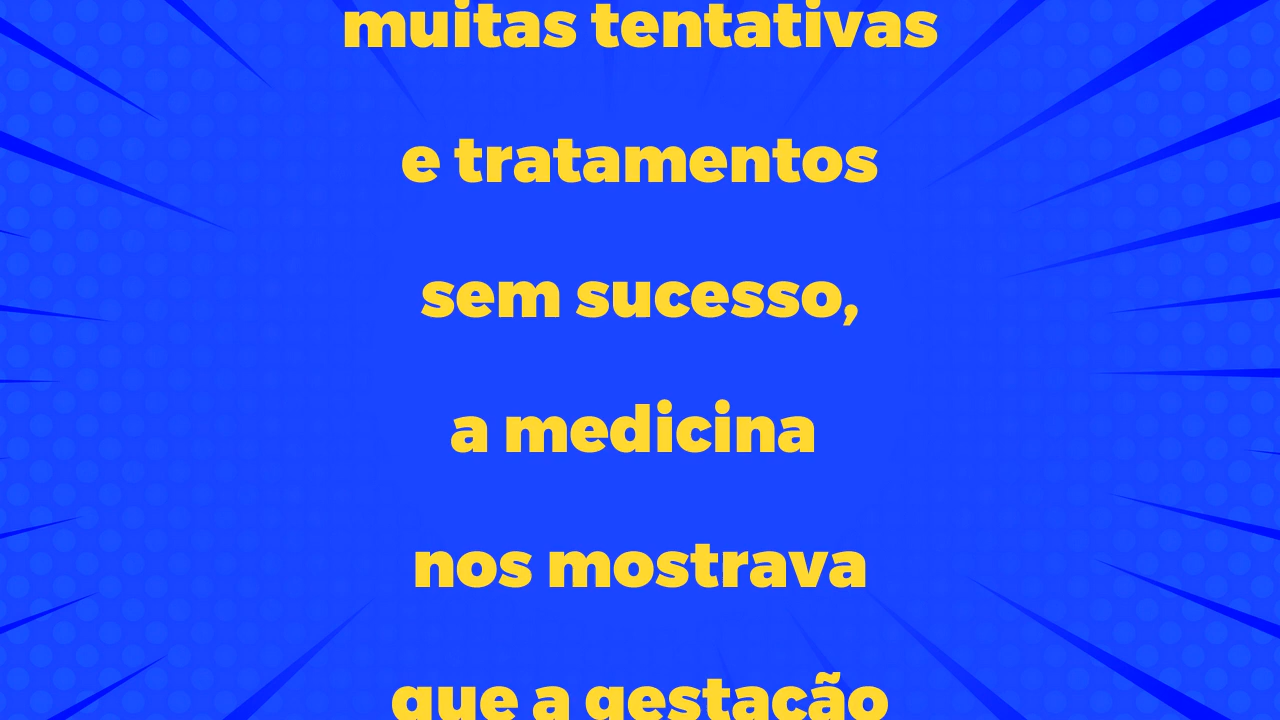 muitas tentativas
e tratamentos
sem sucesso,
a medicina
nos mostrava
que a gestação